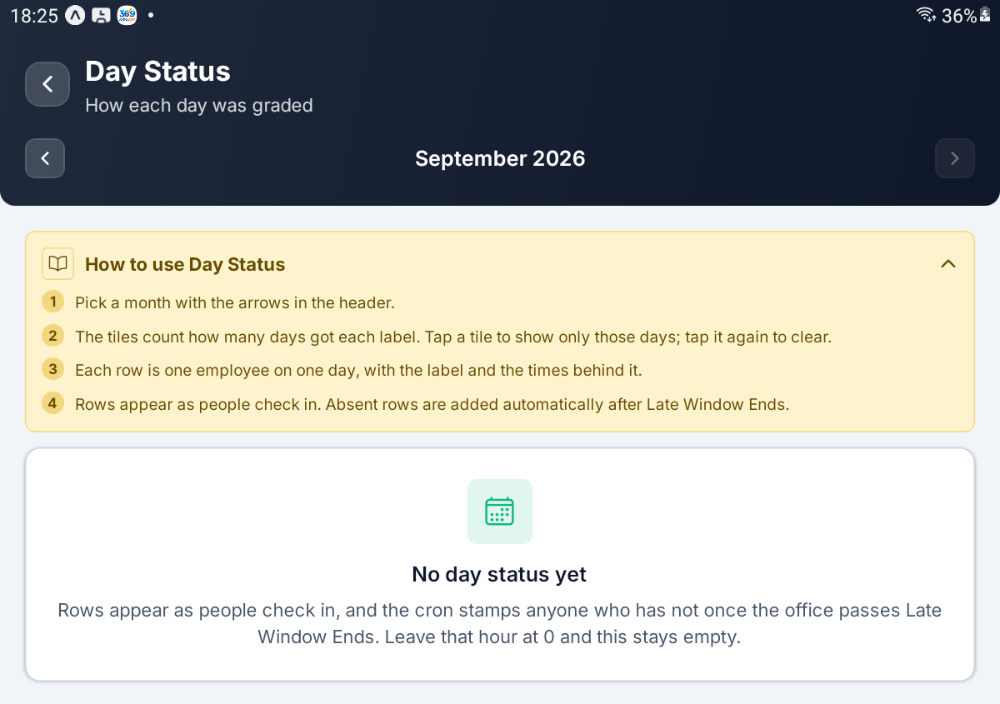 18:25
369
36%
Day Status
How each day was graded
September 2026
How to use Day Status
1 Pick a month with the arrows in the header.
2 The tiles count how many days got each label. Tap a tile to show only those days; tap it again to clear.
3 Each row is one employee on one day, with the label and the times behind it.
4 Rows appear as people check in. Absent rows are added automatically after Late Window Ends.
No day status yet
Rows appear as people check in, and the cron stamps anyone who has not once the office passes Late
Window Ends. Leave that hour at 0 and this stays empty.